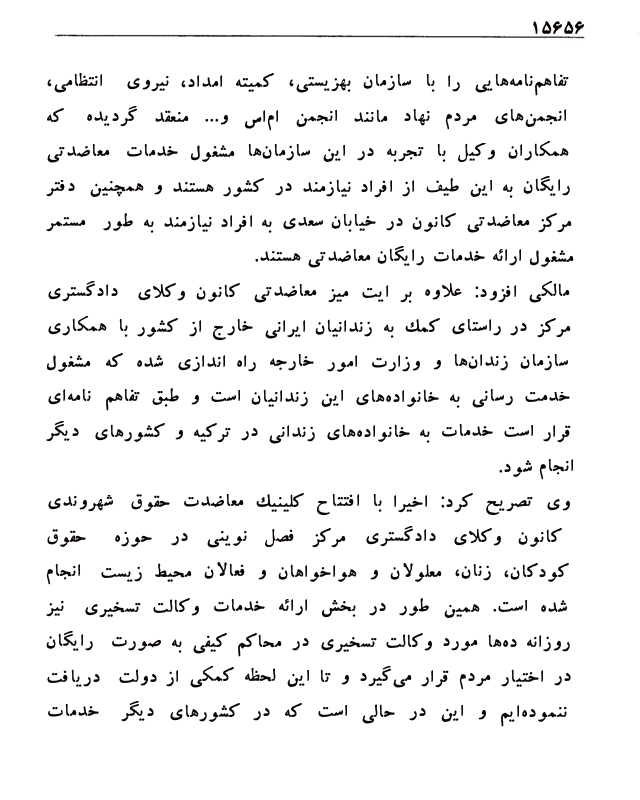 ۱۵۶۵۶
تفاهم‌نامه‌هایی را با سازمان بهزیستی، کمیته امداد، نیروی انتظامی،
انجمن‌های مردم نهاد مانند انجمن ام‌اس و... منعقد گردیده که
همکاران وکیل با تجربه در این سازمان‌ها مشغول خدمات معاضدتی
رایگان به این طیف از افراد نیازمند در کشور هستند و همچنین دفتر
مرکز معاضدتی کانون در خیابان سعدی به افراد نیازمند به طور مستمر
مشغول ارائه خدمات رایگان معاضدتی هستند.
مالکی افزود: علاوه بر ایت میز معاضدتی کانون وکلای دادگستری
مرکز در راستای کمك به زندانیان ایرانی خارج از کشور با همکاری
سازمان زندان‌ها و وزارت امور خارجه راه اندازی شده که مشغول
خدمت رسانی به خانواده‌های این زندانیان است و طبق تفاهم نامه‌ای
قرار است خدمات به خانواده‌های زندانی در ترکیه و کشورهای دیگر
انجام شود.
وی تصریح کرد: اخیرا با افتتاح کلینیك معاضدت حقوق شهروندی
کانون وکلای دادگستری مرکز فصل نوینی در حوزه حقوق
کودکان، زنان، معلولان و هواخواهان و فعالان محیط زیست انجام
شده است. همین طور در بخش ارائه خدمات وکالت تسخیری نیز
روزانه ده‌ها مورد وکالت تسخیری در محاکم کیفی به صورت رایگان
در اختیار مردم قرار می‌گیرد و تا این لحظه کمکی از دولت دریافت
ننموده‌ایم و این در حالی است که در کشورهای دیگر خدمات